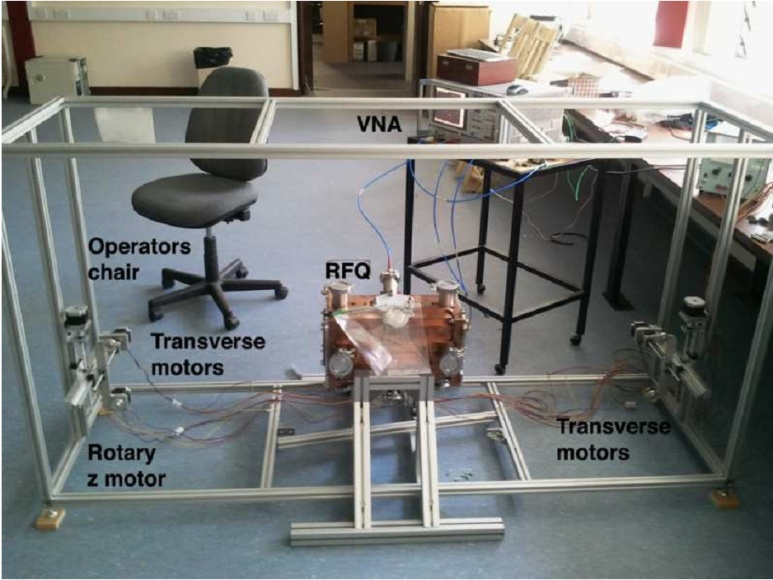 VNA
Operators
chair
RFQ
Transverse
motors
Rotary
z motor
Transverse
motors